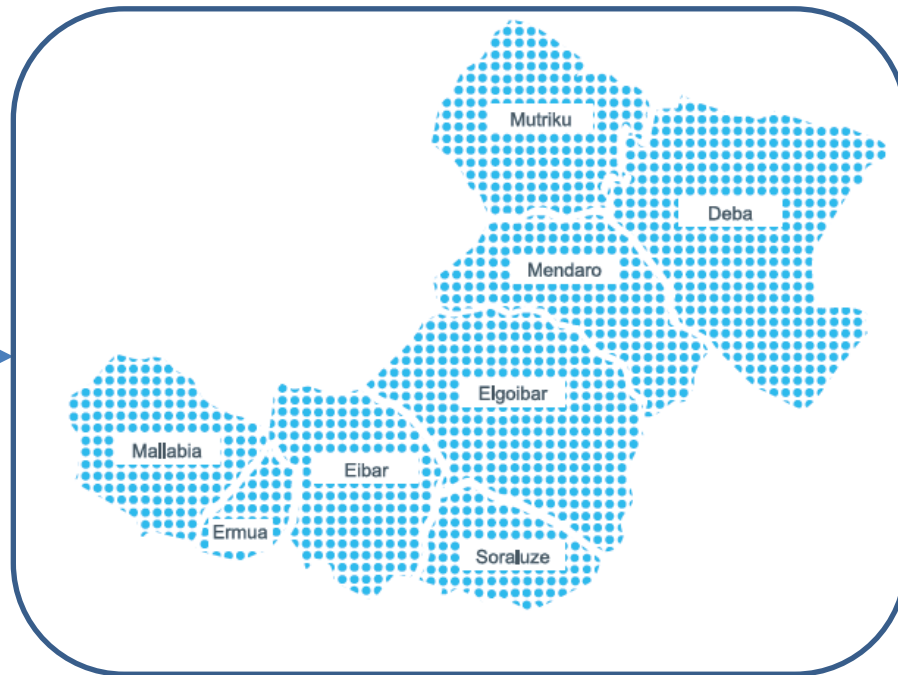 Mutriku
Deba
Mendaro
Elgoibar
Mallabia
Eibar
Ermua
Soraluze